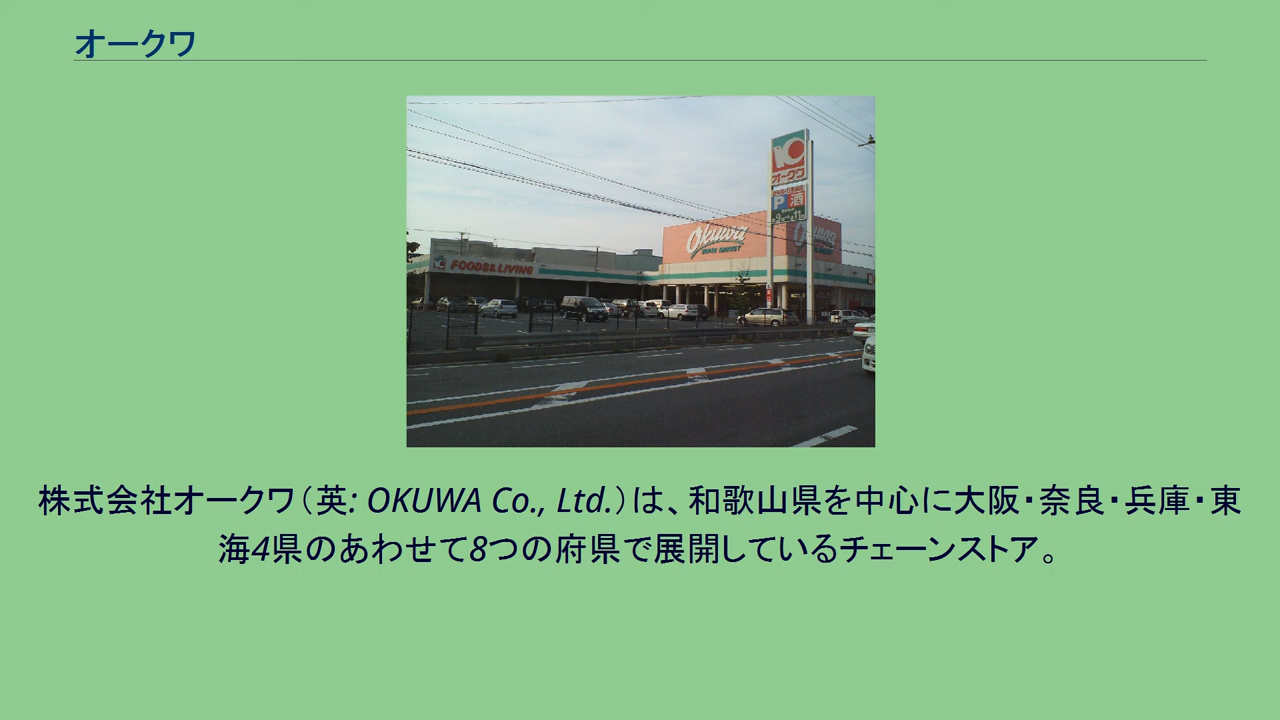 オークワ
オークワ
P 酒
Okuwa
SUPER MARKET
FOODS & LIVING
株式会社オークワ（英: OKUWA Co., Ltd.）は、和歌山県を中心に大阪・奈良・兵庫・東
海4県のあわせて8つの府県で展開しているチェーンストア。